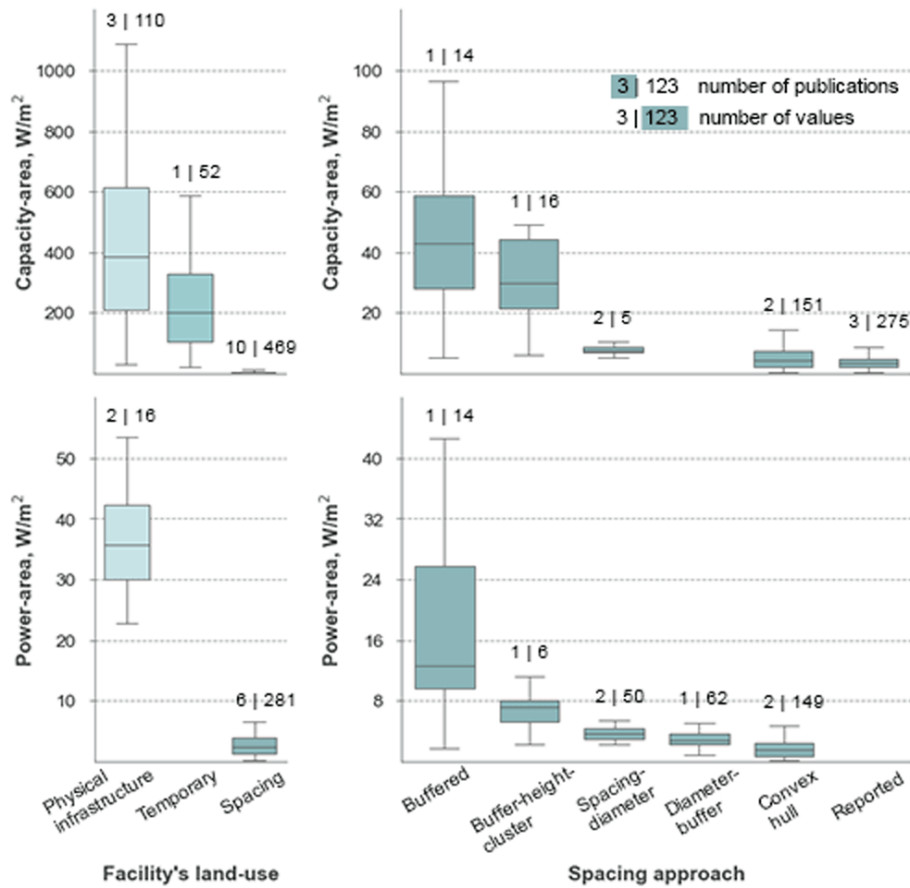 3 | 110
1000
800
600
400
200
Capacity-area, W/m²
1 | 52
10 | 469
1 | 14
100
80
60
40
20
Capacity-area, W/m²
1 | 16
2 | 5
2 | 151
3 | 275
3 | 123 number of publications
3 | 123 number of values
2 | 16
50
40
30
20
10
Power-area, W/m²
6 | 281
Physical
infrastructure
Temporary
Spacing
Facility's land-use
1 | 14
40
32
24
16
8
Power-area, W/m²
1 | 6
2 | 50
1 | 62
2 | 149
Buffered
Buffer-height-
cluster
Spacing-
diameter
Diameter-
buffer
Convex
hull
Reported
Spacing approach